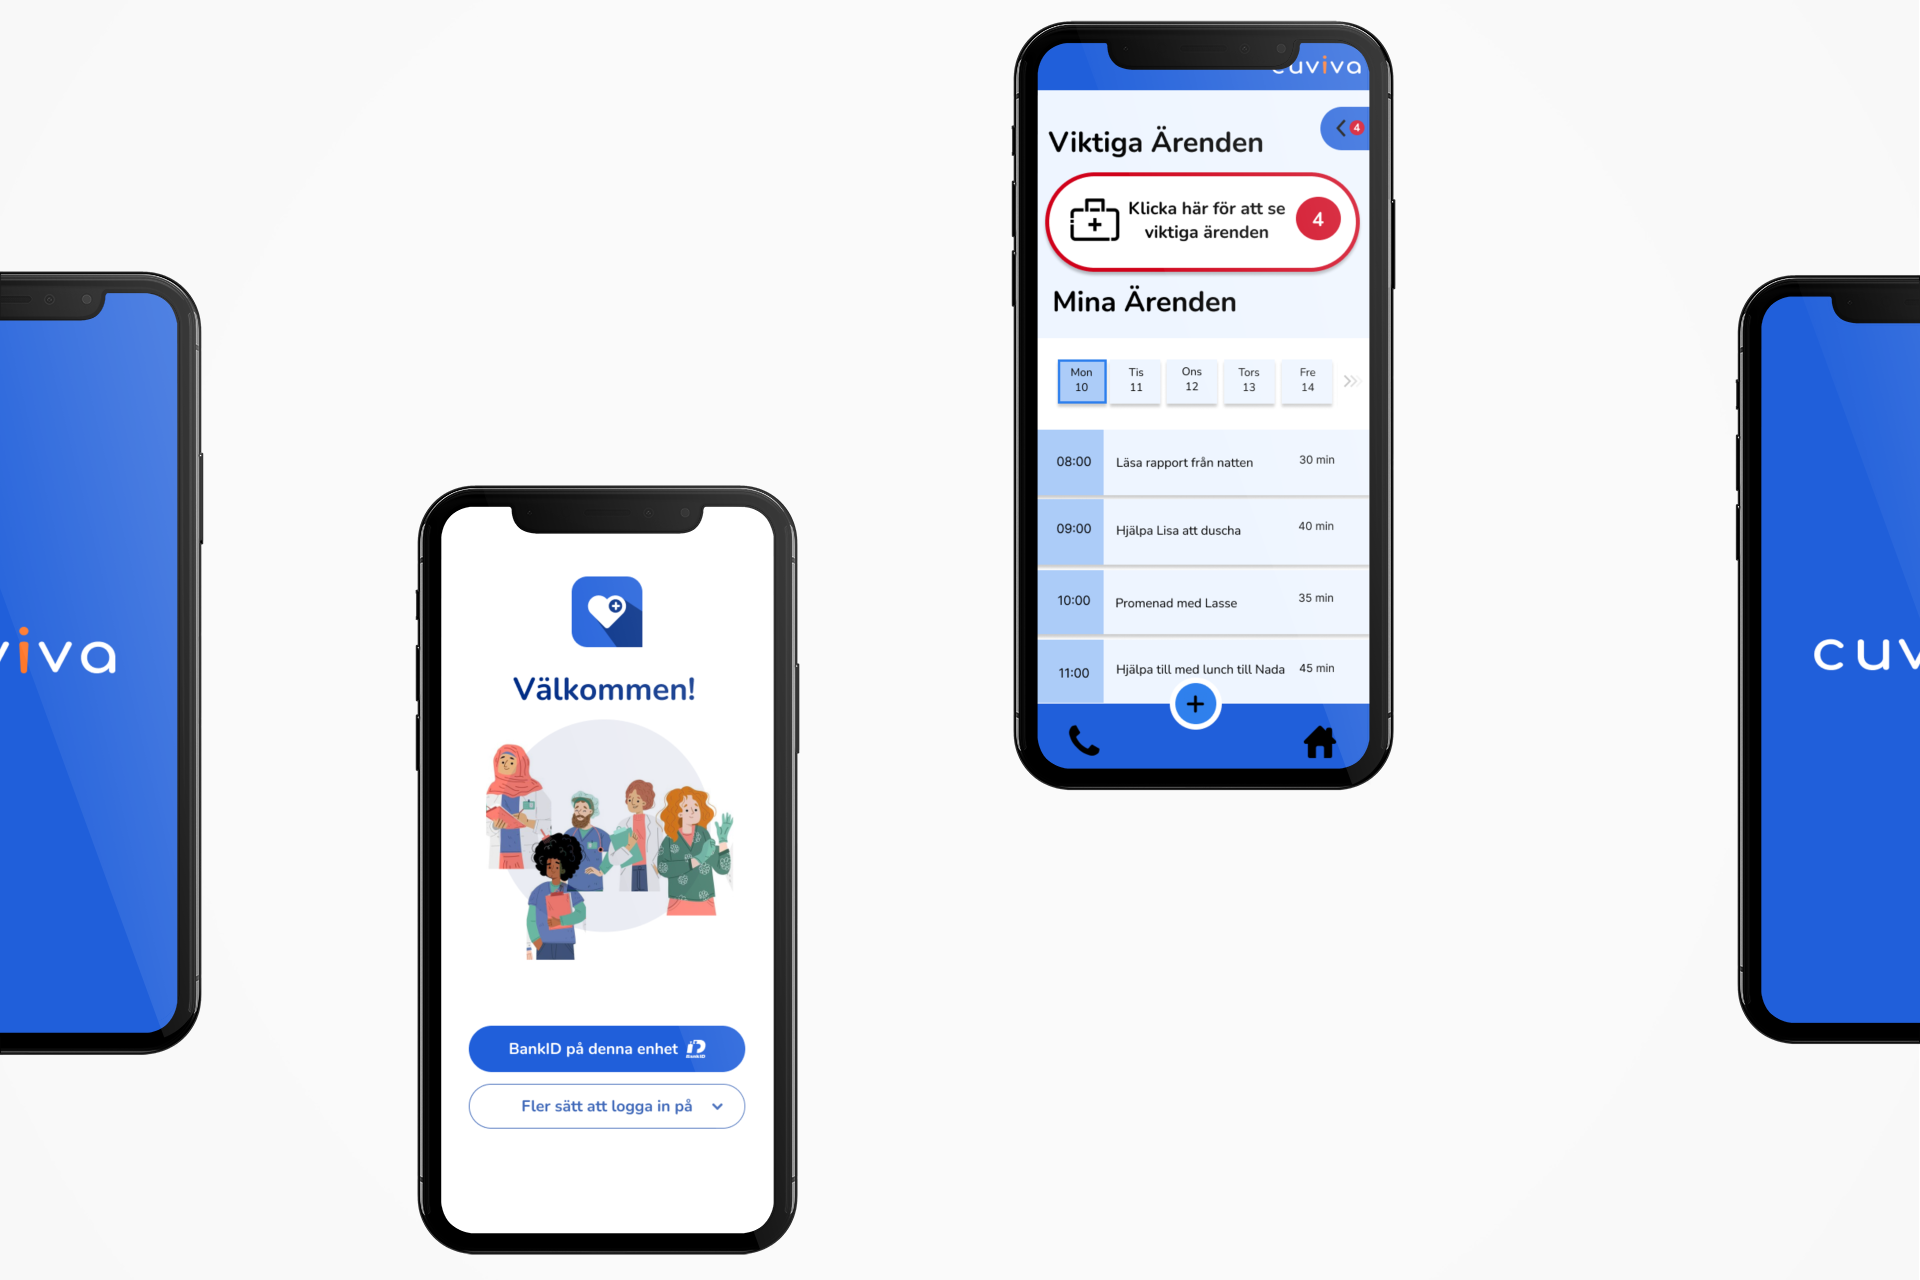 viva
Välkommen!
BankID på denna enhet
BankID
Fler sätt att logga in på
cuviva
4
Viktiga Ärenden
Klicka här för att se
viktiga ärenden
4
Mina Ärenden
Mon
10
Tis
11
Ons
12
Tors
13
Fre
14
08:00 Läsa rapport från natten 30 min
09:00 Hjälpa Lisa att duscha 40 min
10:00 Promenad med Lasse 35 min
11:00 Hjälpa till med lunch till Nada 45 min
cuv